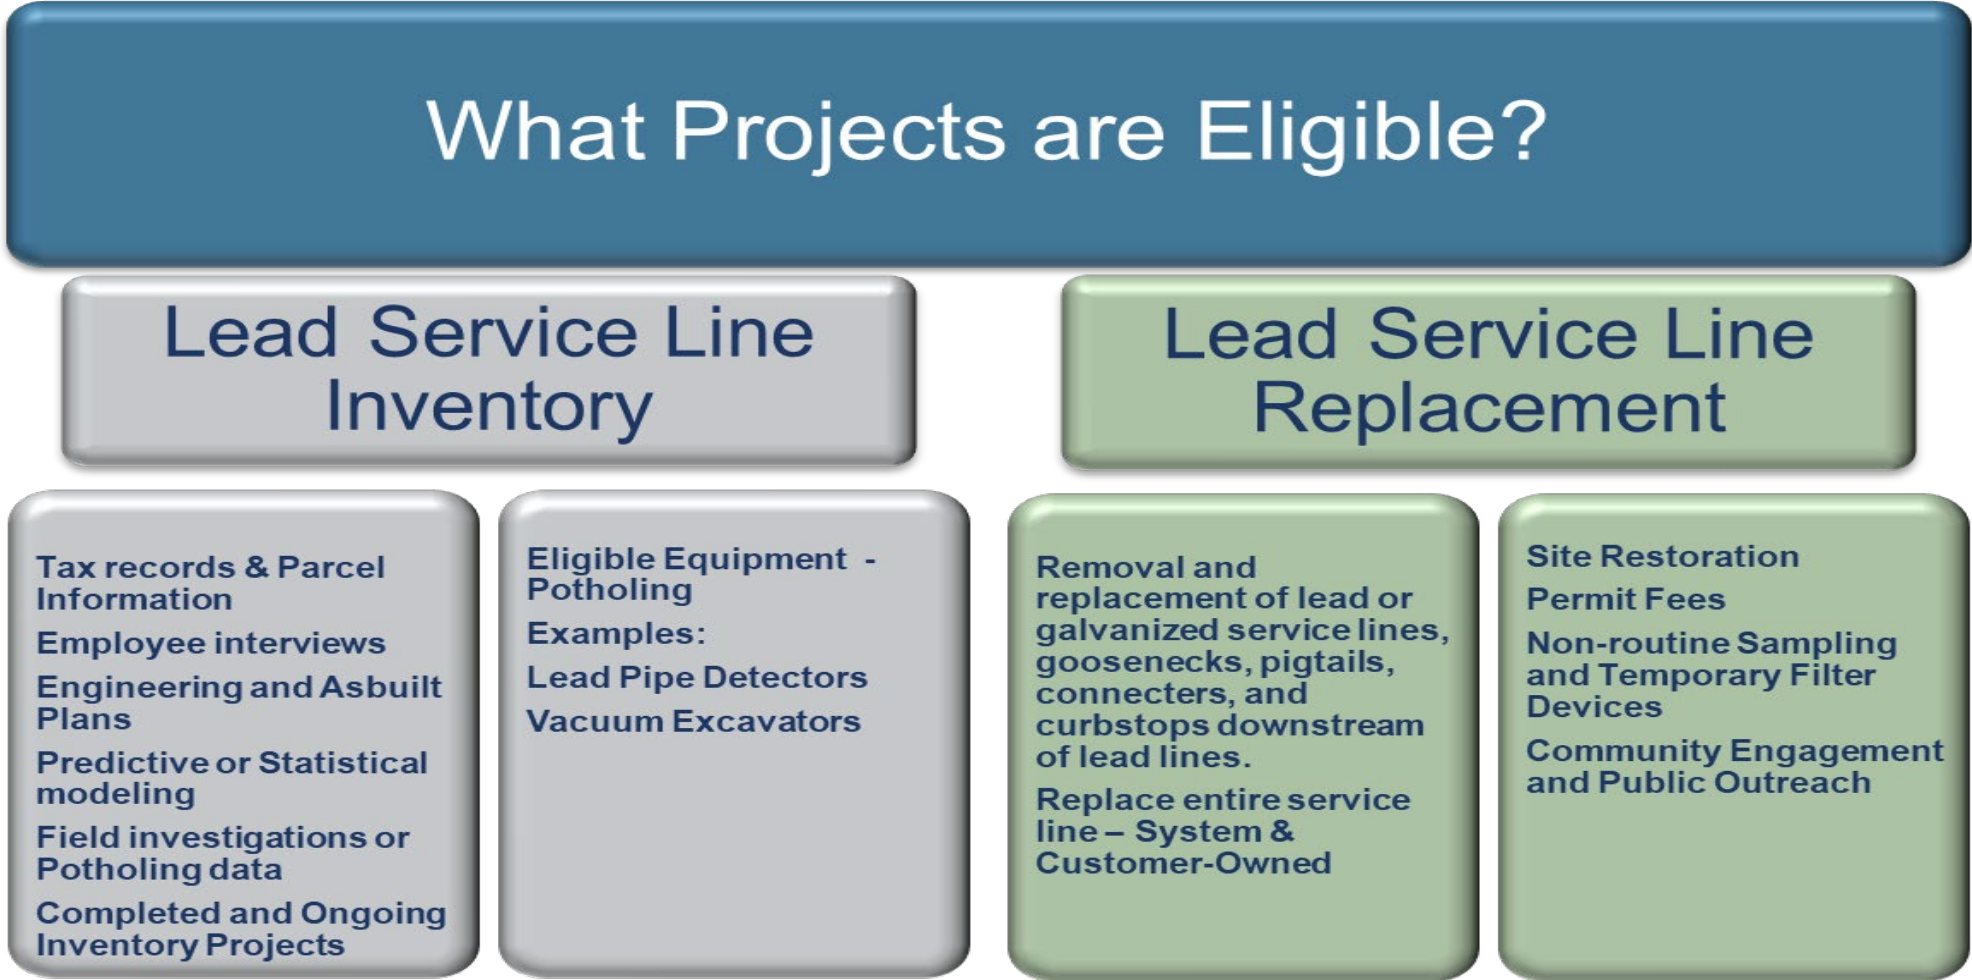 What Projects are Eligible?
Lead Service Line
Inventory
Lead Service Line
Replacement
Tax records & Parcel
Information
Employee interviews
Engineering and Asbuilt
Plans
Predictive or Statistical
modeling
Field investigations or
Potholing data
Completed and Ongoing
Inventory Projects
Eligible Equipment -
Potholing
Examples:
Lead Pipe Detectors
Vacuum Excavators
Removal and
replacement of lead or
galvanized service lines,
goosenecks, pigtails,
connecters, and
curbstops downstream
of lead lines.
Replace entire service
line – System &
Customer-Owned
Site Restoration
Permit Fees
Non-routine Sampling
and Temporary Filter
Devices
Community Engagement
and Public Outreach